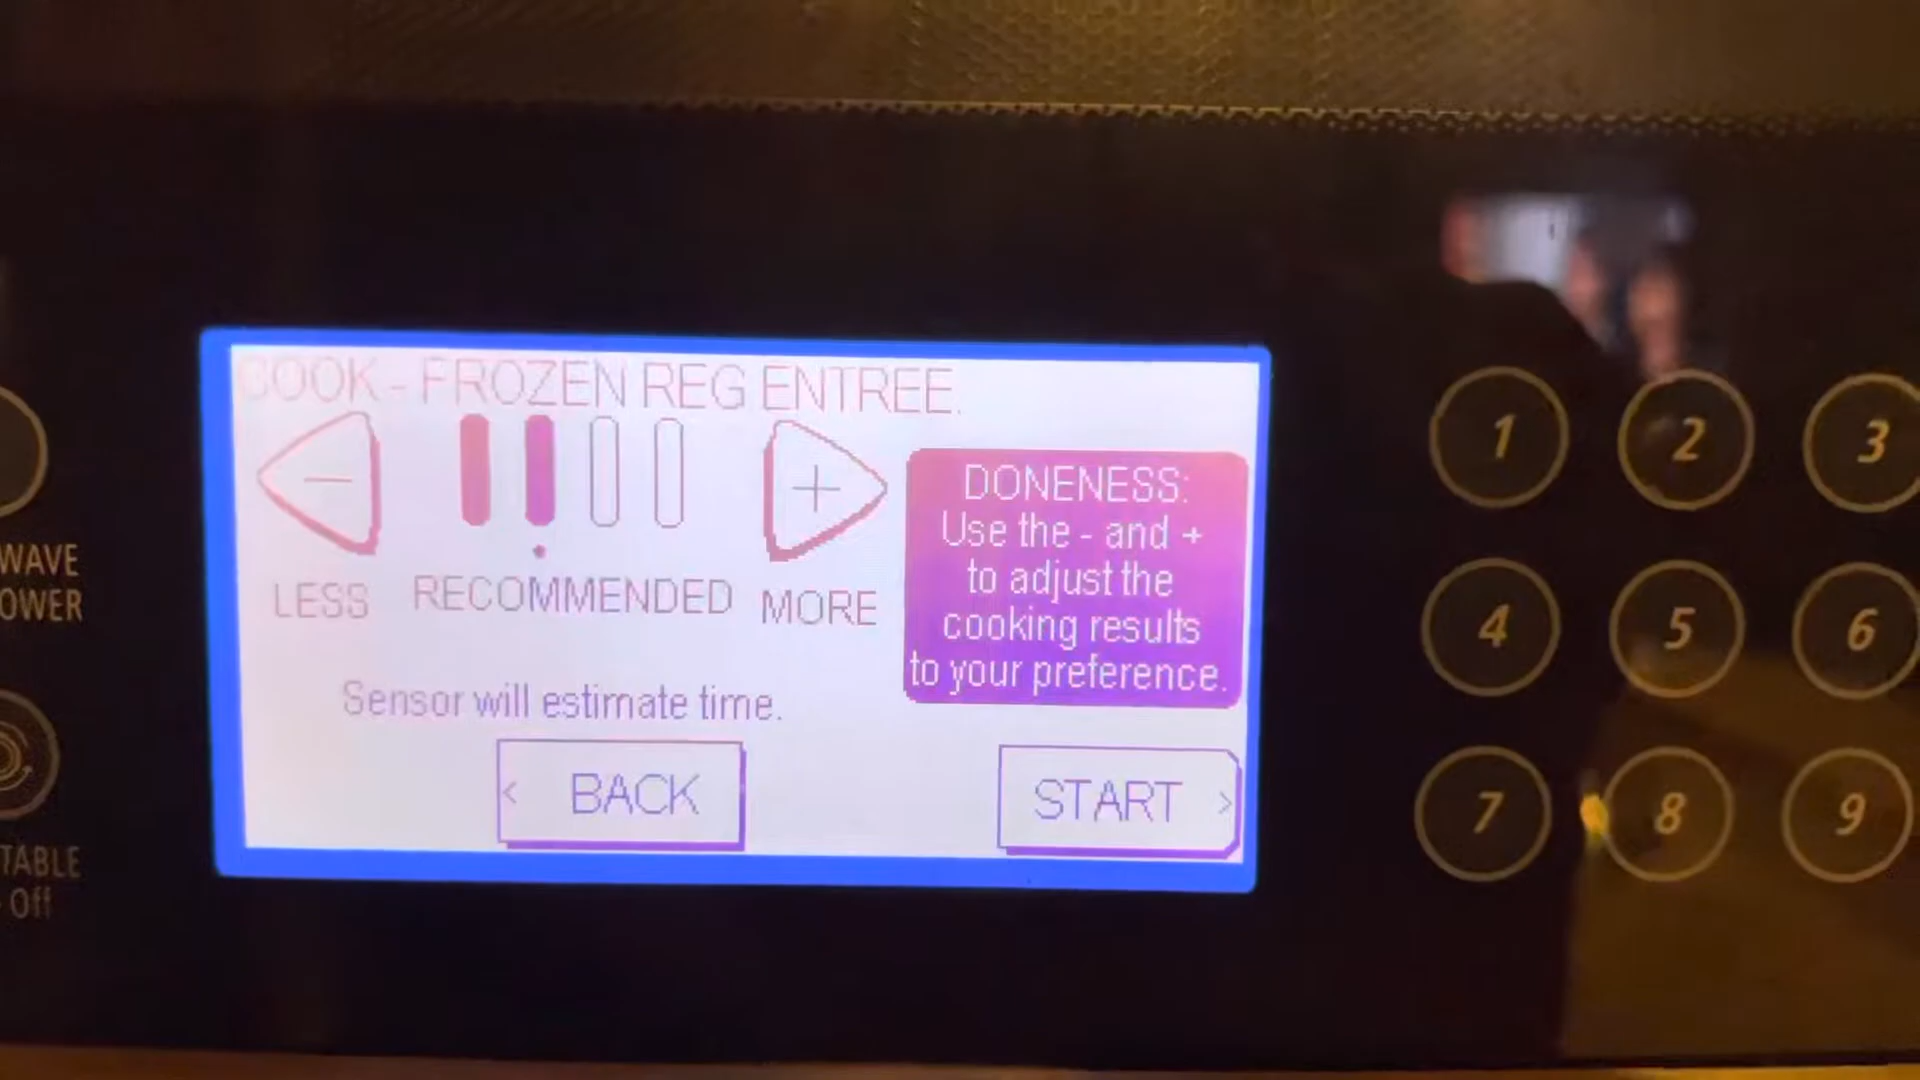 COOK - FROZEN REG ENTREE.
−
+
LESS
RECOMMENDED
MORE
DONENESS:
Use the - and +
to adjust the
cooking results
to your preference.
Sensor will estimate time.
< BACK
START >
WAVE
OWER
TABLE
Off
1
2
3
4
5
6
7
8
9